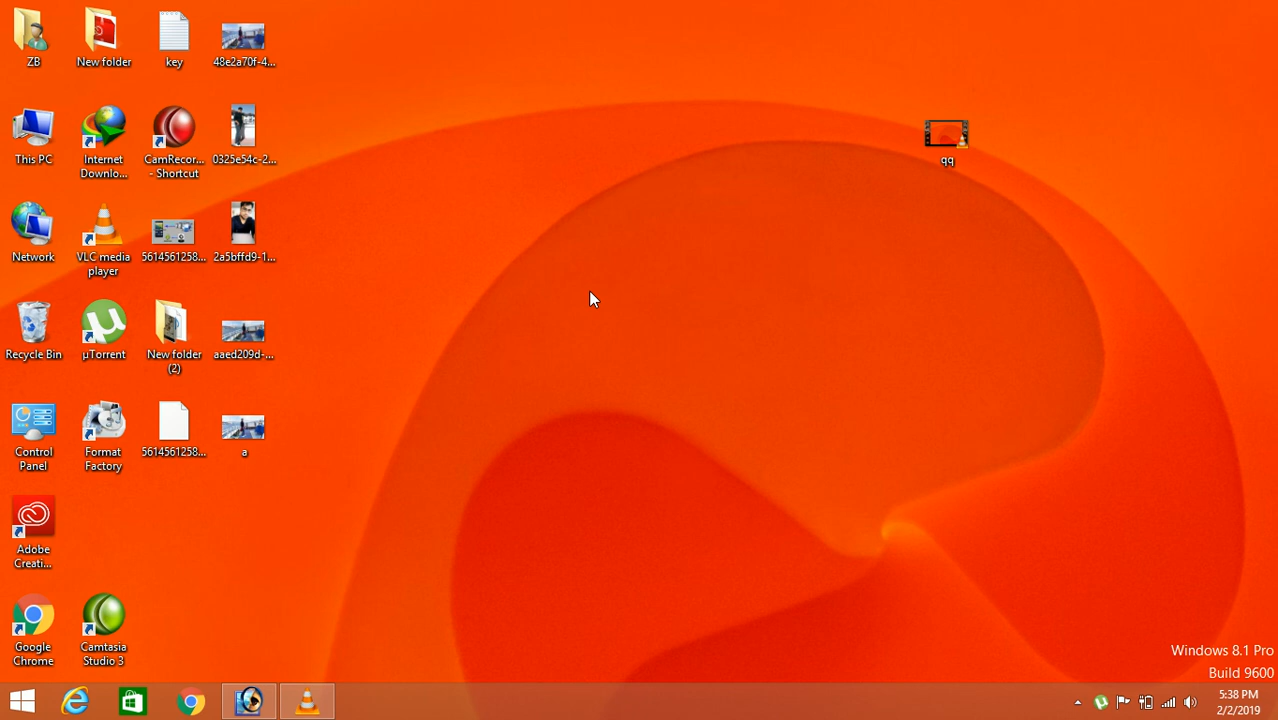 ZB
New folder
key
48e2a70f-4...
This PC
Internet
Downlo...
CamRecor...
- Shortcut
0325e54c-2...
qq
Network
VLC media
player
5614561258...
2a5bffd9-1...
Recycle Bin
µTorrent
New folder
(2)
aaed209d-...
Control
Panel
Format
Factory
5614561258...
a
Adobe
Creati...
Google
Chrome
Camtasia
Studio 3
Windows 8.1 Pro
Build 9600
5:38 PM
2/2/2019